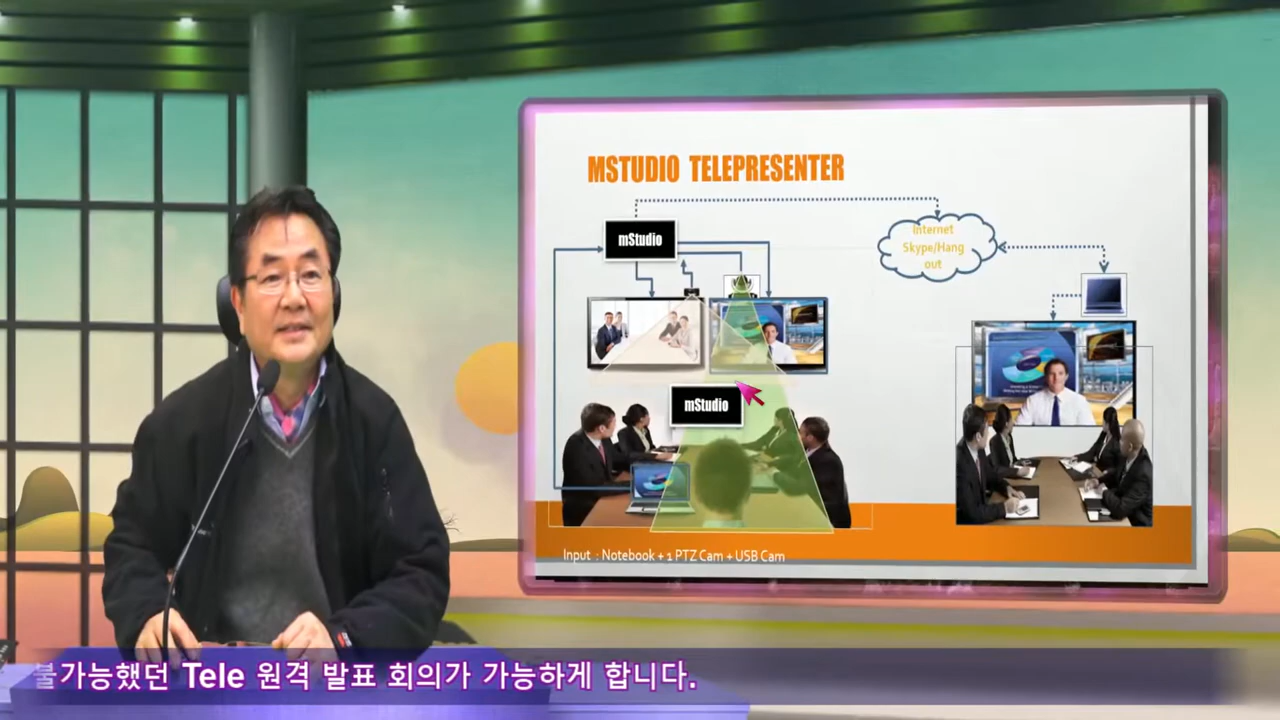 MSTUDIO TELEPRESENTER
mStudio
Internet
Skype/Hang
out
mStudio
Input : Notebook + 1 PTZ Cam + USB Cam
불가능했던 Tele 원격 발표 회의가 가능하게 합니다.